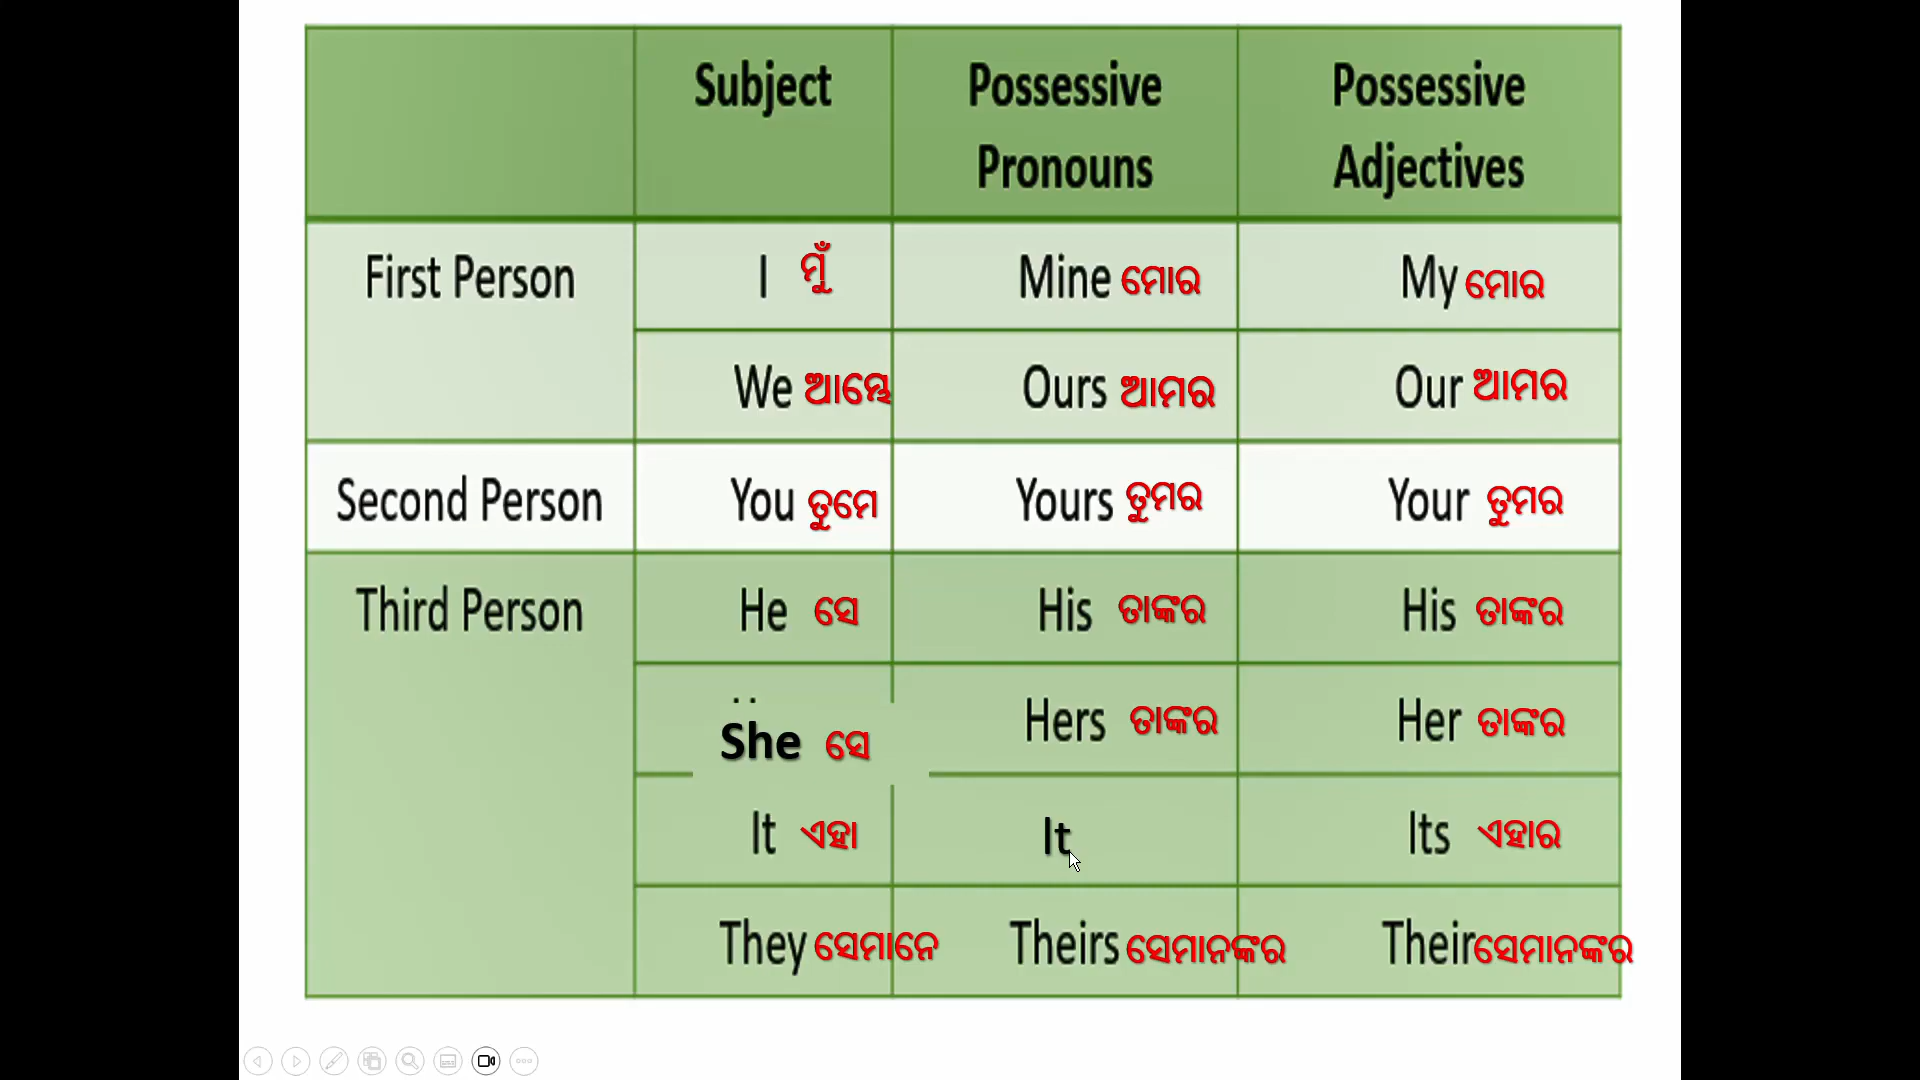 Subject Possessive Pronouns Possessive Adjectives
First Person I ମୁଁ Mine ମୋର My ମୋର
We ଆମ୍ଭେ Ours ଆମର Our ଆମର
Second Person You ତୁମେ Yours ତୁମର Your ତୁମର
Third Person He ସେ His ତାଙ୍କର His ତାଙ୍କର
She ସେ Hers ତାଙ୍କର Her ତାଙ୍କର
It ଏହା It Its ଏହାର
They ସେମାନେ Theirs ସେମାନଙ୍କର Their ସେମାନଙ୍କର